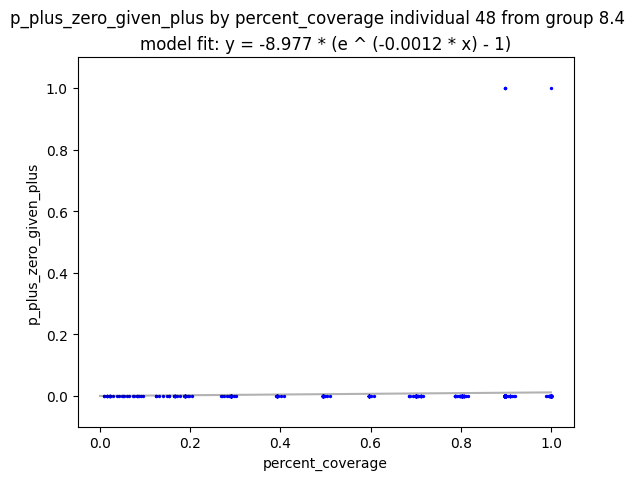 p_plus_zero_given_plus by percent_coverage individual 48 from group 8.4
model fit: y = -8.977 * (e ^ (-0.0012 * x) - 1)
1.0
0.8
0.6
0.4
0.2
0.0
p_plus_zero_given_plus
0.0 0.2 0.4 0.6 0.8 1.0
percent_coverage